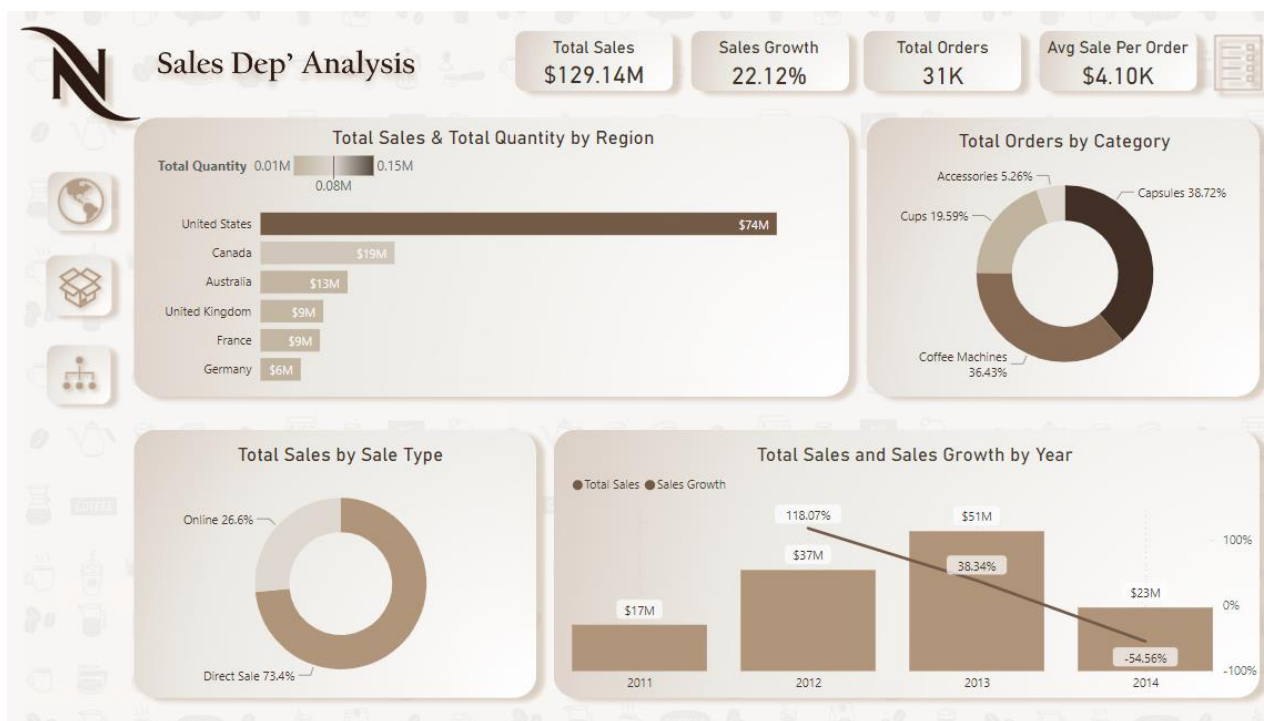 N
Sales Dep' Analysis
Total Sales
$129.14M
Sales Growth
22.12%
Total Orders
31K
Avg Sale Per Order
$4.10K
Total Sales & Total Quantity by Region
Total Quantity 0.01M 0.15M
0.08M
United States $74M
Canada $19M
Australia $13M
United Kingdom $9M
France $9M
Germany $6M
Total Orders by Category
Accessories 5.26%
Capsules 38.72%
Cups 19.59%
Coffee Machines
36.43%
Total Sales by Sale Type
Online 26.6%
Direct Sale 73.4%
Total Sales and Sales Growth by Year
Total Sales Sales Growth
118.07%
$51M
100%
$37M
38.34%
$17M
$23M
0%
-54.56%
-100%
2011 2012 2013 2014
COFFEE